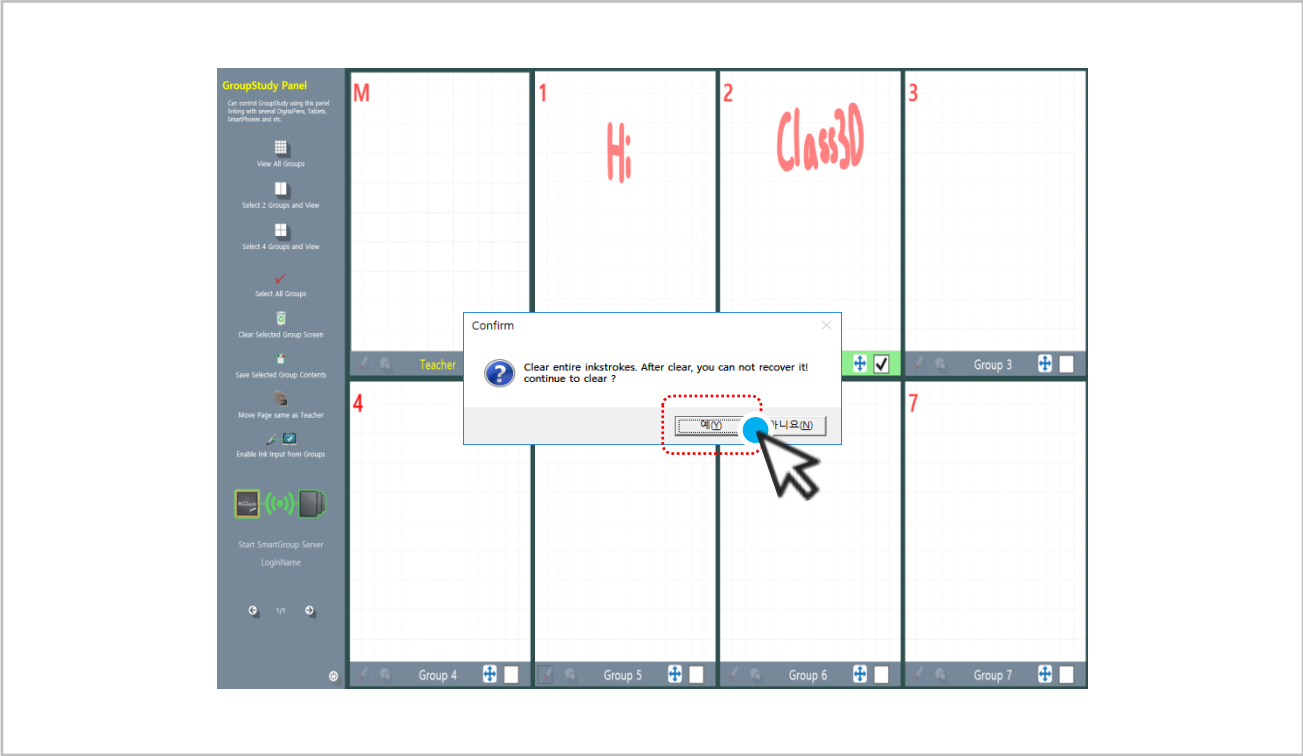 GroupStudy Panel
Can control GroupStudy using this panel
linking with several DigitalPens, Tablets,
SmartPhones and etc.
View All Groups
Select 2 Groups and View
Select 4 Groups and View
Select All Groups
Clear Selected Group Screen
Save Selected Group Contents
Move Page same as Teacher
Enable Ink Input from Groups
Start SmartGroup Server
LoginName
1/1
M
1
2
3
Hi
Class3D
Teacher
Group 3
Confirm
Clear entire inkstrokes. After clear, you can not recover it!
continue to clear ?
예(Y)
니요(N)
4
7
Group 4
Group 5
Group 6
Group 7